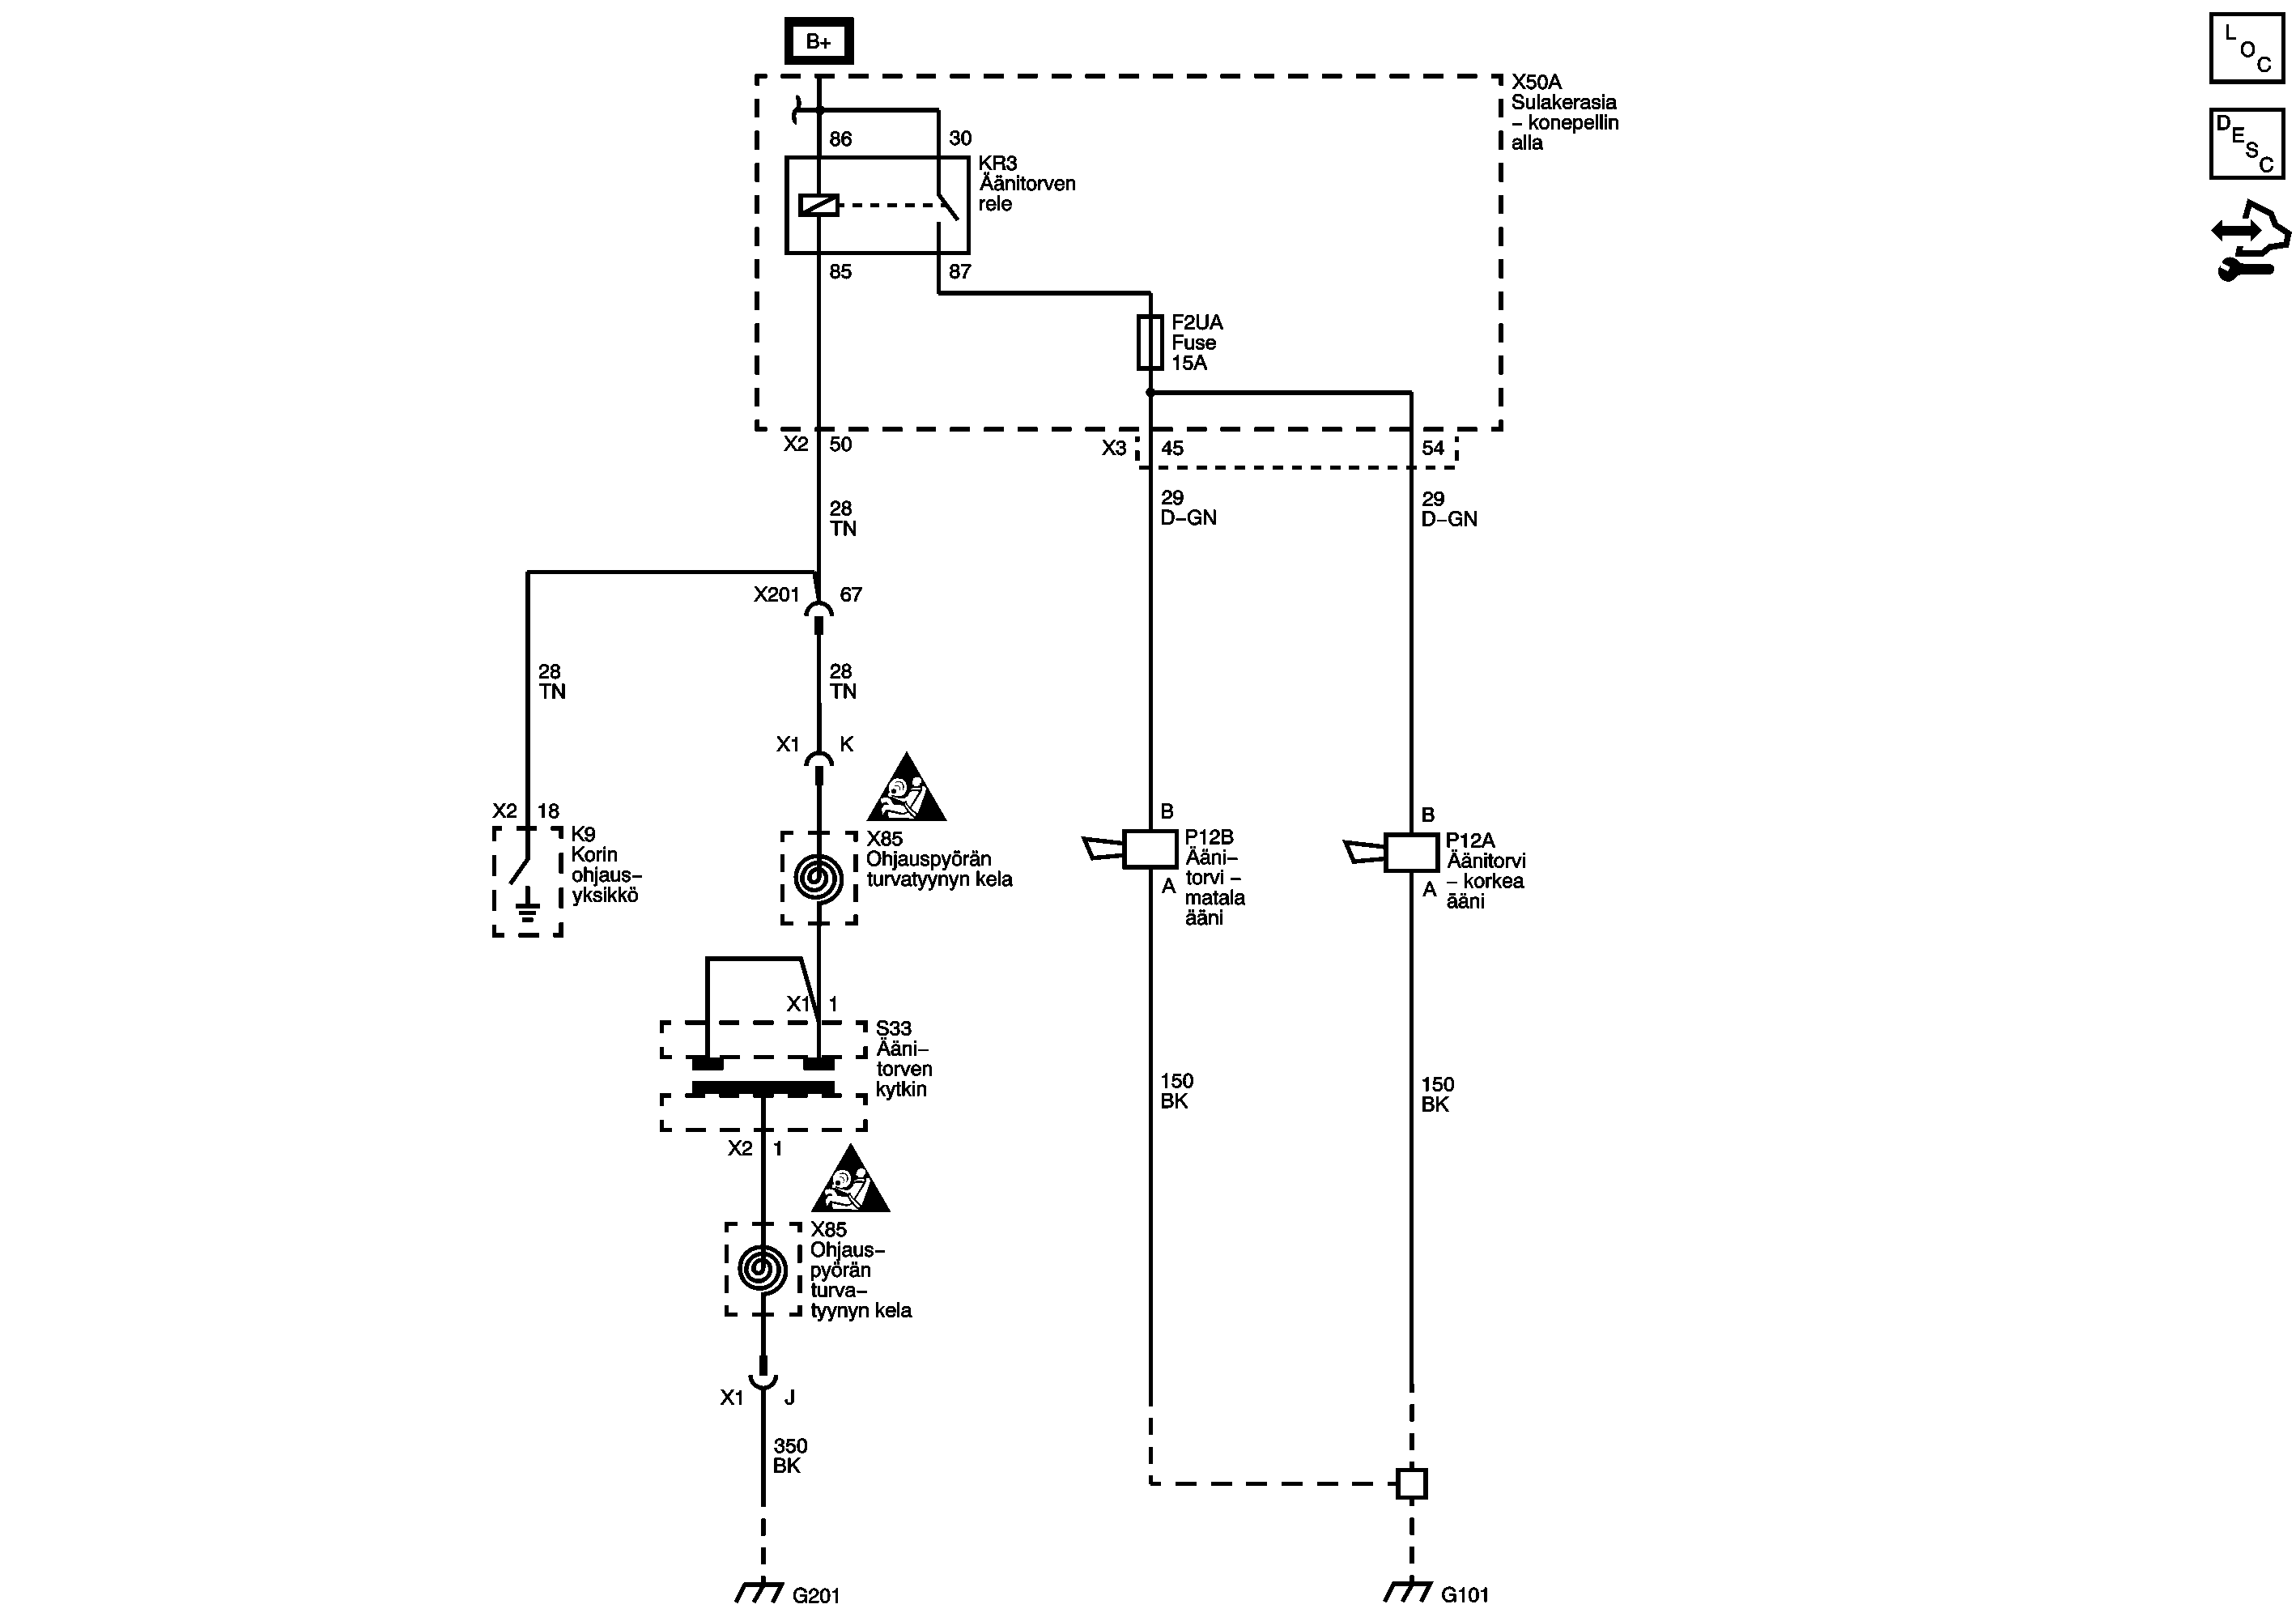 B+
L
O
C
X50A
Sulakerasia
– konepellin
alla
D
E
S
C
86
30
KR3
Äänitorven
rele
85
87
F2UA
Fuse
15A
X2
50
X3
45
54
28
TN
29
D–GN
29
D–GN
X201
67
28
TN
28
TN
X1
K
X2
18
K9
Korin
ohjaus–
yksikkö
X85
Ohjauspyörän
turvatyynyn kela
B
P12B
Ääni–
torvi –
matala
ääni
A
B
P12A
Äänitorvi
– korkea
ääni
A
X1
1
S33
Ääni–
torven
kytkin
150
BK
150
BK
X2
1
X85
Ohjaus–
pyörän
turva–
tyynyn kela
X1
J
350
BK
G201
G101